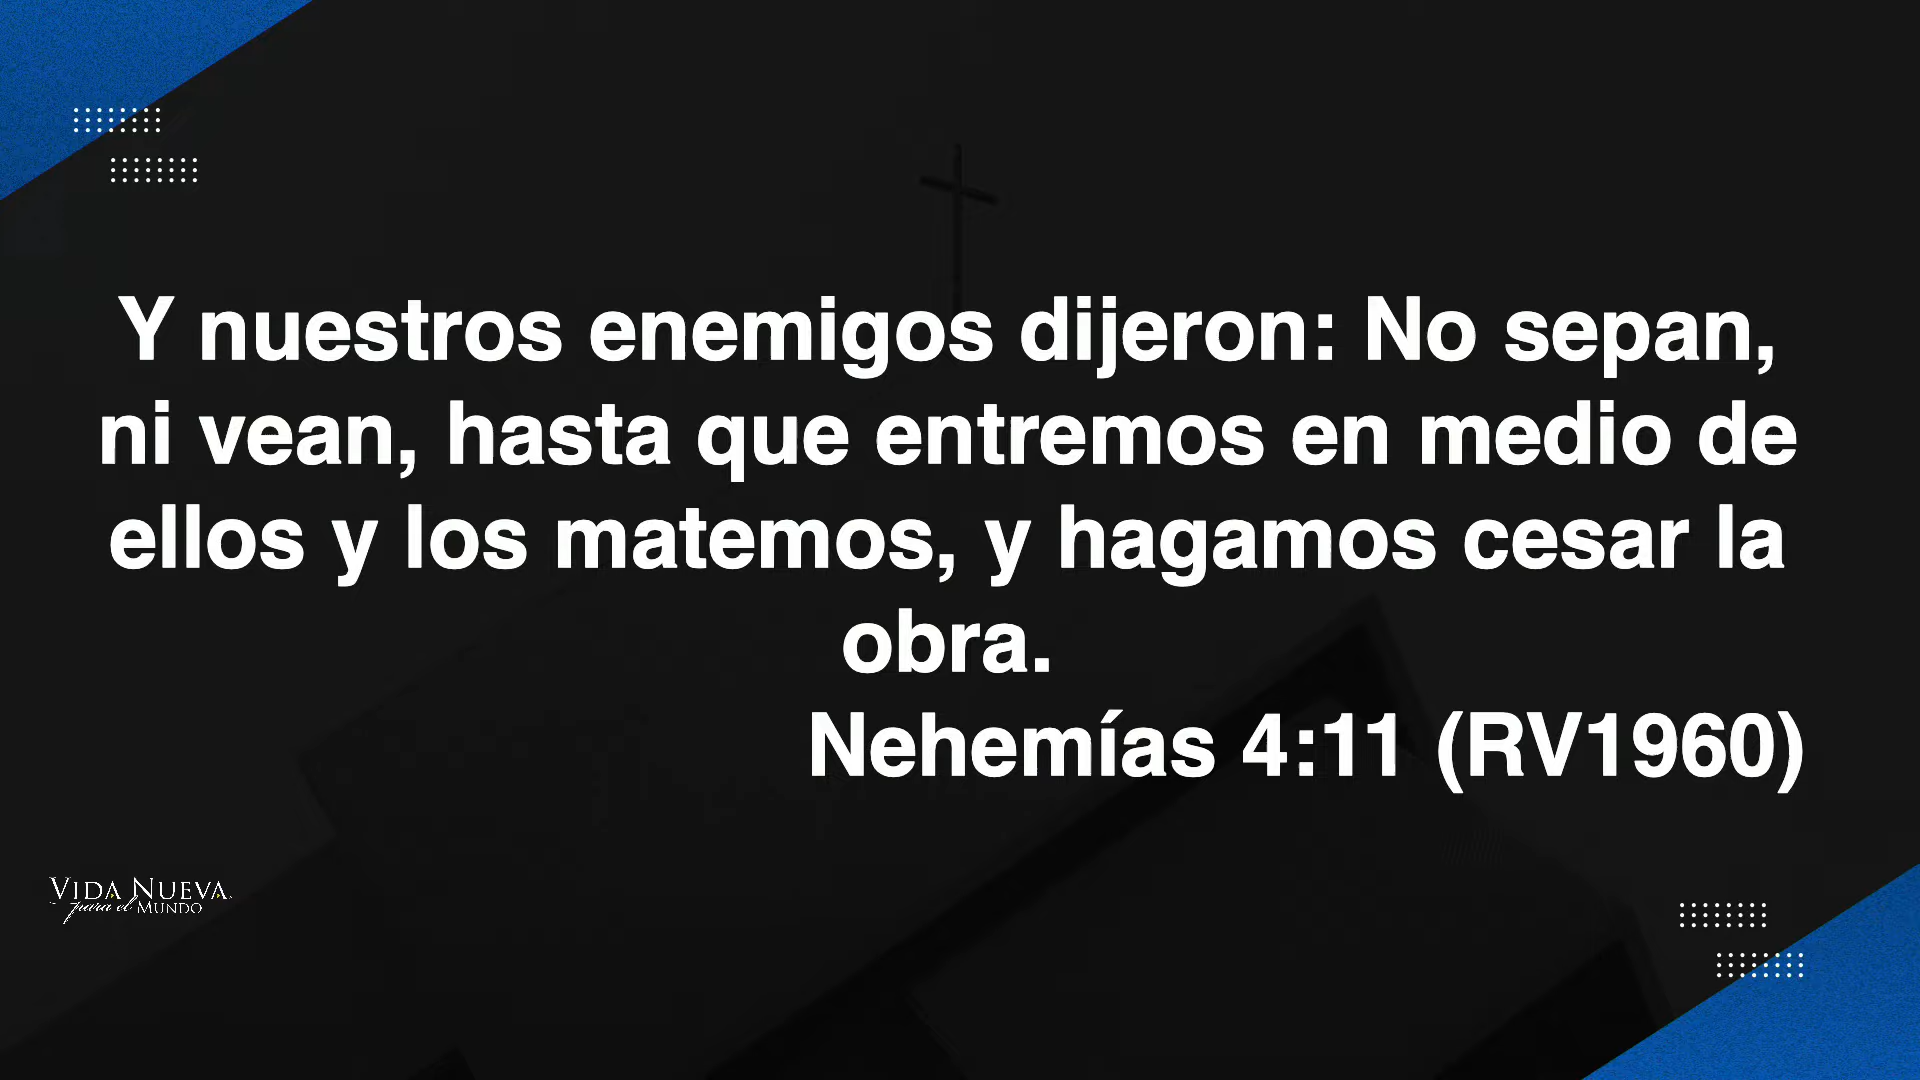 Y nuestros enemigos dijeron: No sepan,
ni vean, hasta que entremos en medio de
ellos y los matemos, y hagamos cesar la
obra.
Nehemías 4:11 (RV1960)
VIDA NUEVA
para el MUNDO